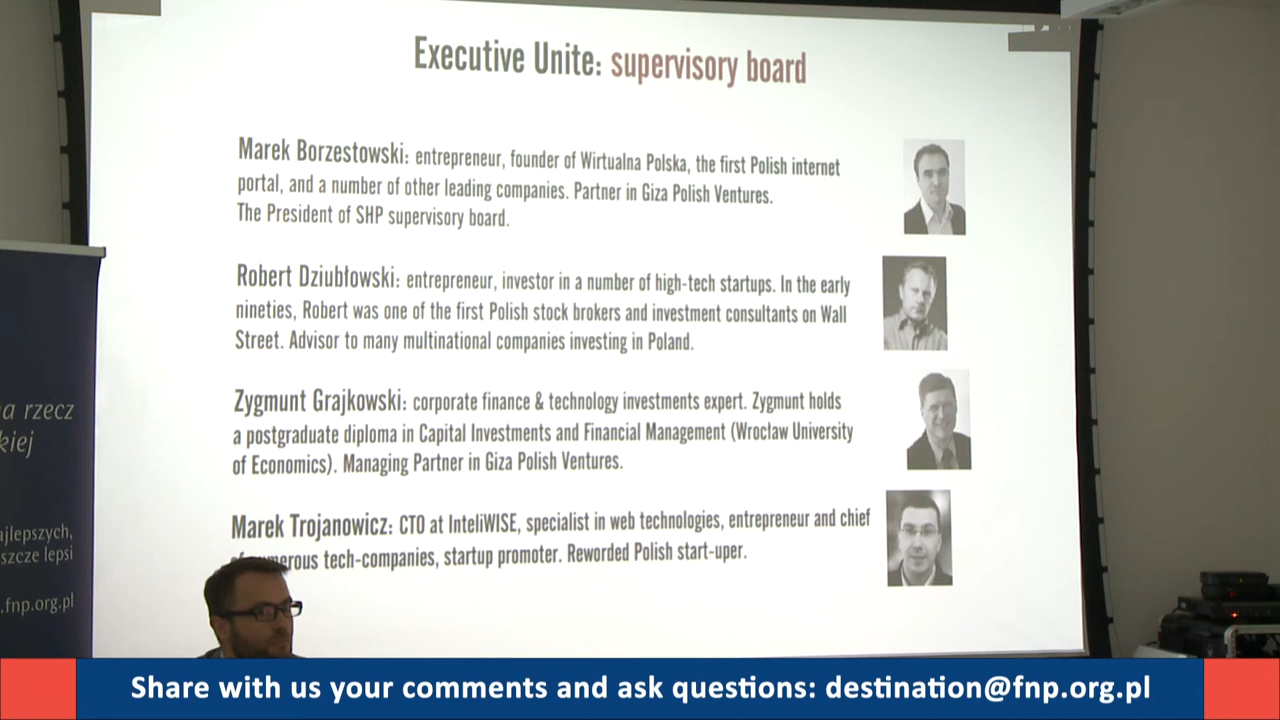 Executive Unite: supervisory board
Marek Borzestowski: entrepreneur, founder of Wirtualna Polska, the first Polish internet
portal, and a number of other leading companies. Partner in Giza Polish Ventures.
The President of SHP supervisory board.
Robert Dziubłowski: entrepreneur, investor in a number of high-tech startups. In the early
nineties, Robert was one of the first Polish stock brokers and investment consultants on Wall
Street. Advisor to many multinational companies investing in Poland.
Zygmunt Grajkowski: corporate finance & technology investments expert. Zygmunt holds
a postgraduate diploma in Capital Investments and Financial Management (Wrocław University
of Economics). Managing Partner in Giza Polish Ventures.
Marek Trojanowicz: CTO at InteliWISE, specialist in web technologies, entrepreneur and chief
tech-companies, startup promoter. Reworded Polish start-uper.
rzecz
kiej
ajlepszych,
szcze lepsi
.fnp.org.pl
Share with us your comments and ask questions: destination@fnp.org.pl